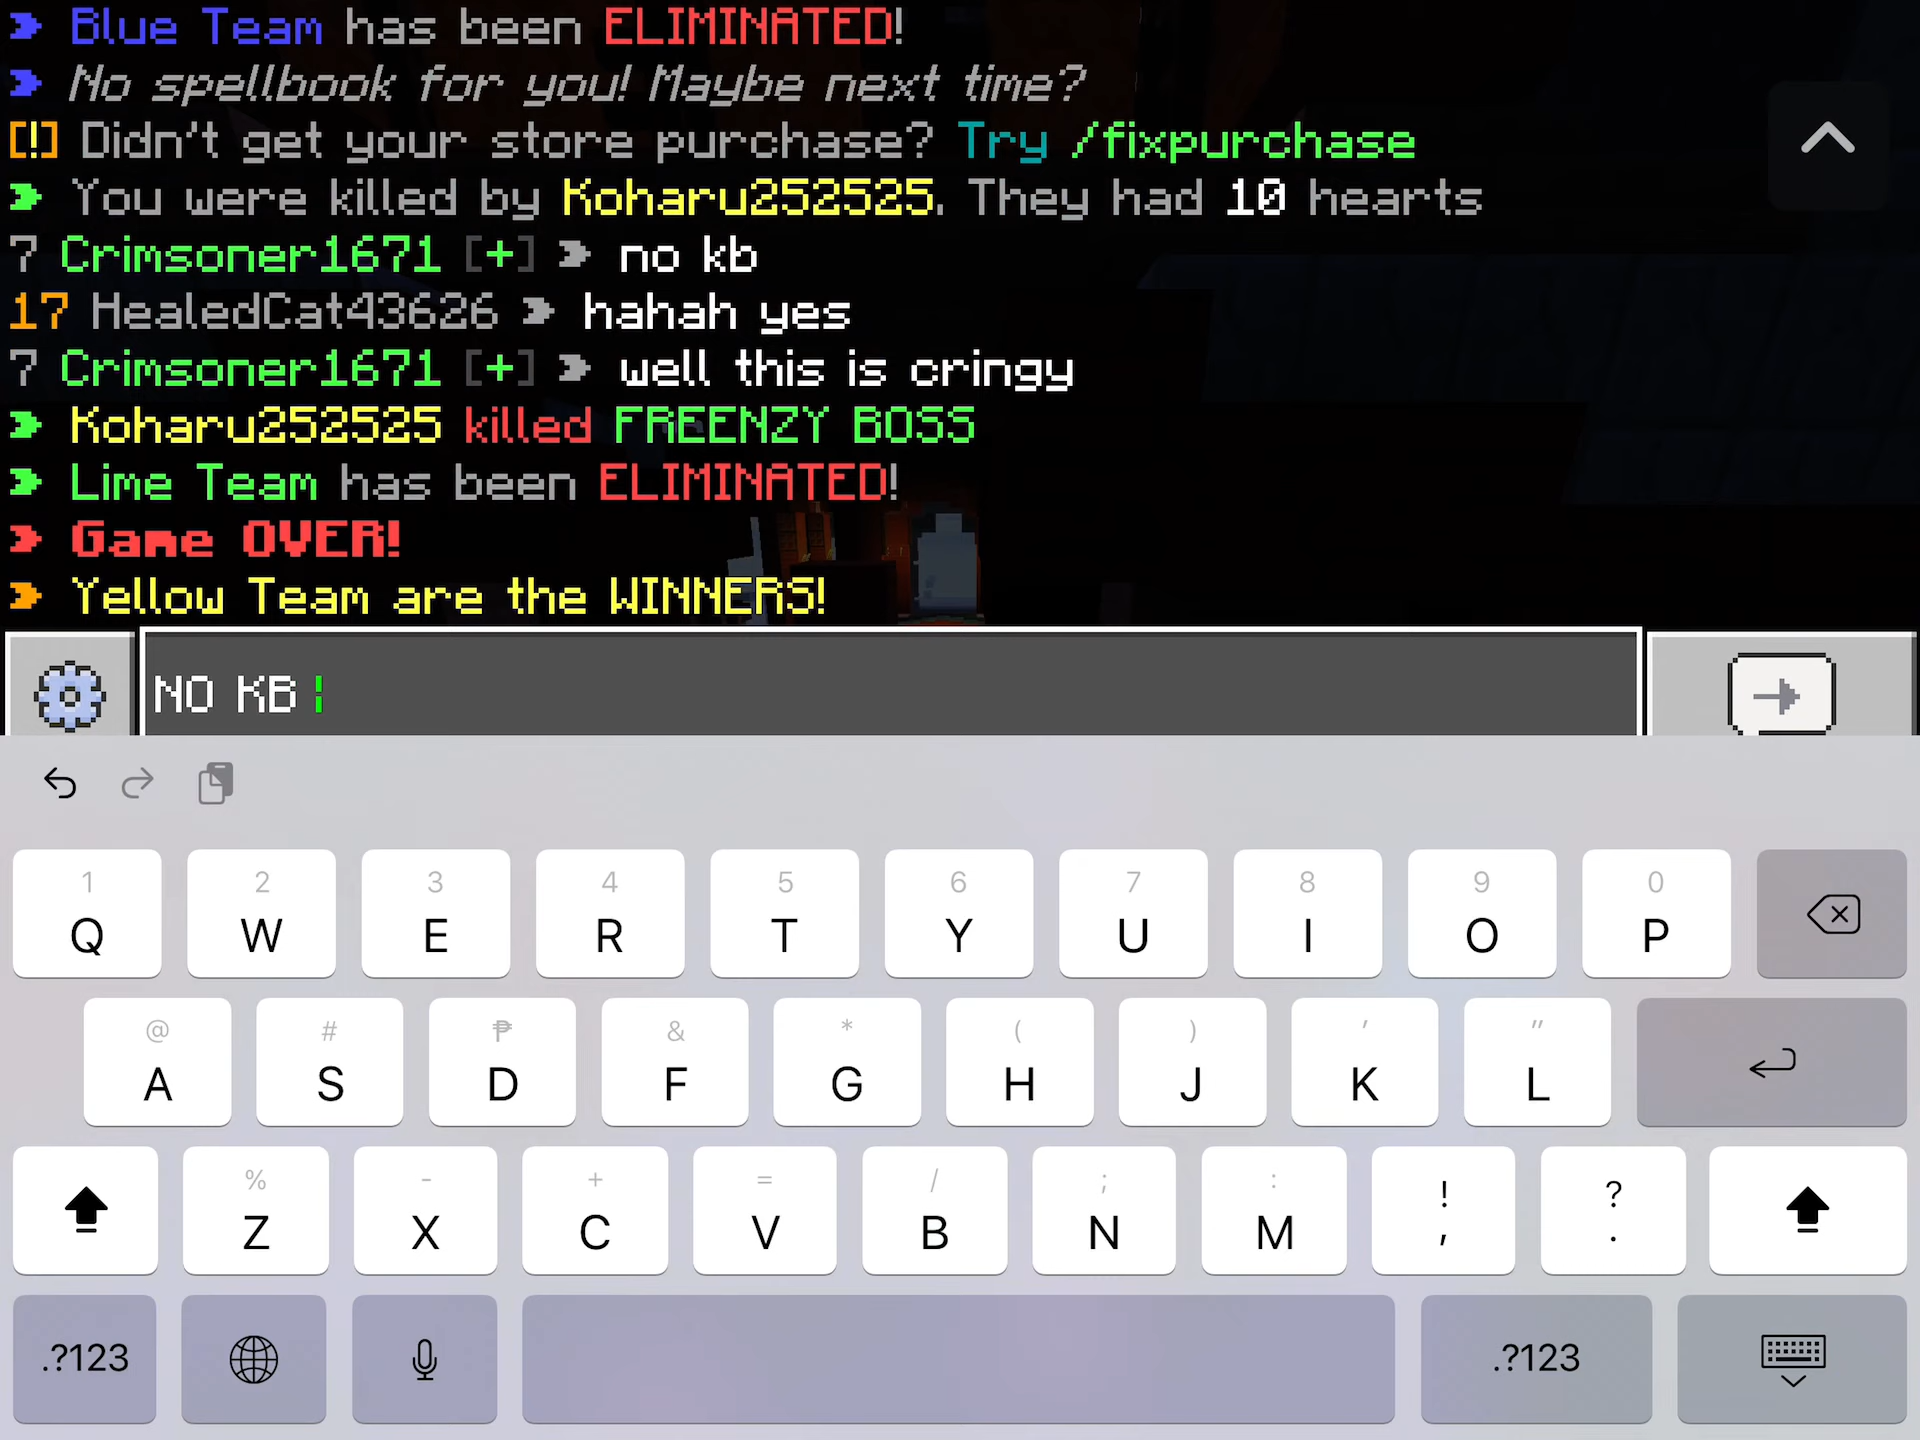 Blue Team has been ELIMINATED!
No spellbook for you! Maybe next time?
[!] Didn't get your store purchase? Try /fixpurchase
You were killed by Koharu252525. They had 10 hearts
7 Crimsoner1671 [+] no kb
17 HealedCat43626 hahah yes
7 Crimsoner1671 [+] well this is cringy
Koharu252525 killed FREENZY BOSS
Lime Team has been ELIMINATED!
Game OVER!
Yellow Team are the WINNERS!
NO KB
1 2 3 4 5 6 7 8 9 0
Q W E R T Y U I O P
@ # ₱ & * ( ) ' "
A S D F G H J K L
% - + = / ; : ! ?
Z X C V B N M , .
.?123 .?123